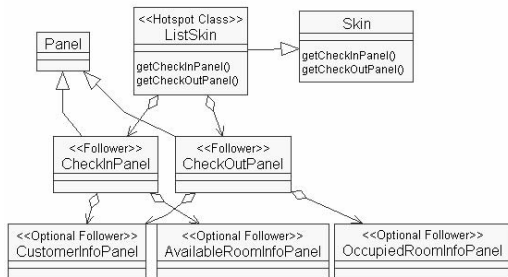 <<Hotspot Class>>
ListSkin
getCheckInPanel()
getCheckOutPanel()
Skin
getCheckInPanel()
getCheckOutPanel()
Panel
<<Follower>>
CheckInPanel
<<Follower>>
CheckOutPanel
<<Optional Follower>>
CustomerInfoPanel
<<Optional Follower>>
AvailableRoomInfoPanel
<<Optional Follower>>
OccupiedRoomInfoPanel